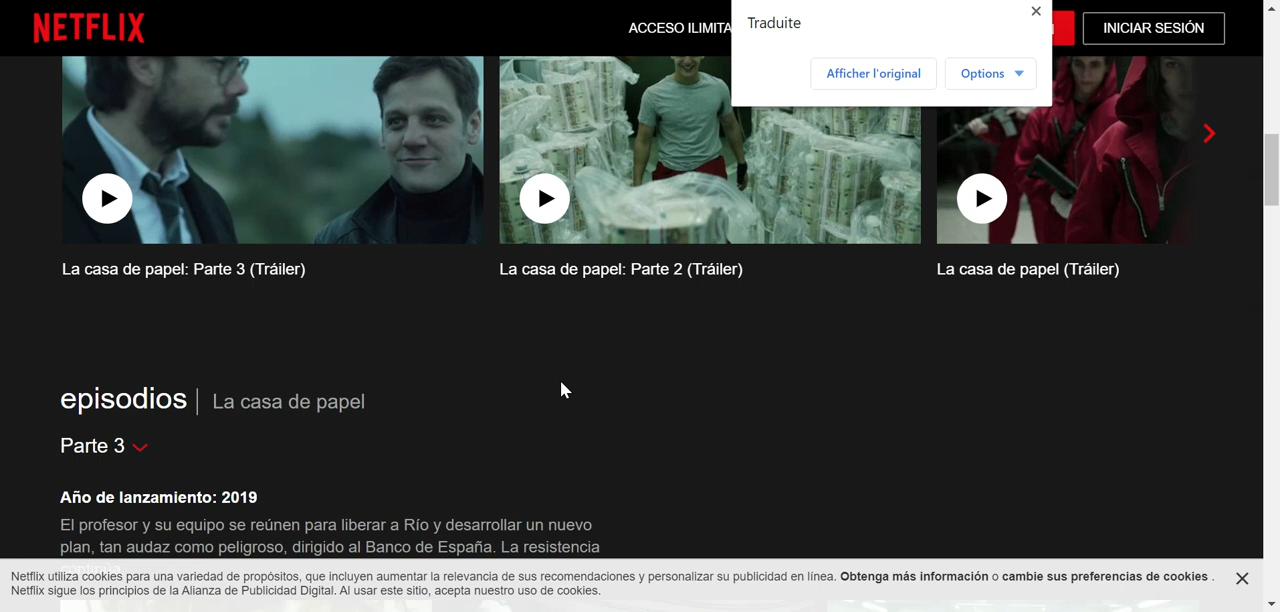 NETFLIX
ACCESO ILIMITA
Traduite
Afficher l'original
Options
INICIAR SESIÓN
La casa de papel: Parte 3 (Tráiler)
La casa de papel: Parte 2 (Tráiler)
La casa de papel (Tráiler)
episodios | La casa de papel
Parte 3
Año de lanzamiento: 2019
El profesor y su equipo se reúnen para liberar a Río y desarrollar un nuevo
plan, tan audaz como peligroso, dirigido al Banco de España. La resistencia
Netflix utiliza cookies para una variedad de propósitos, que incluyen aumentar la relevancia de sus recomendaciones y personalizar su publicidad en línea. Obtenga más información o cambie sus preferencias de cookies .
Netflix sigue los principios de la Alianza de Publicidad Digital. Al usar este sitio, acepta nuestro uso de cookies.